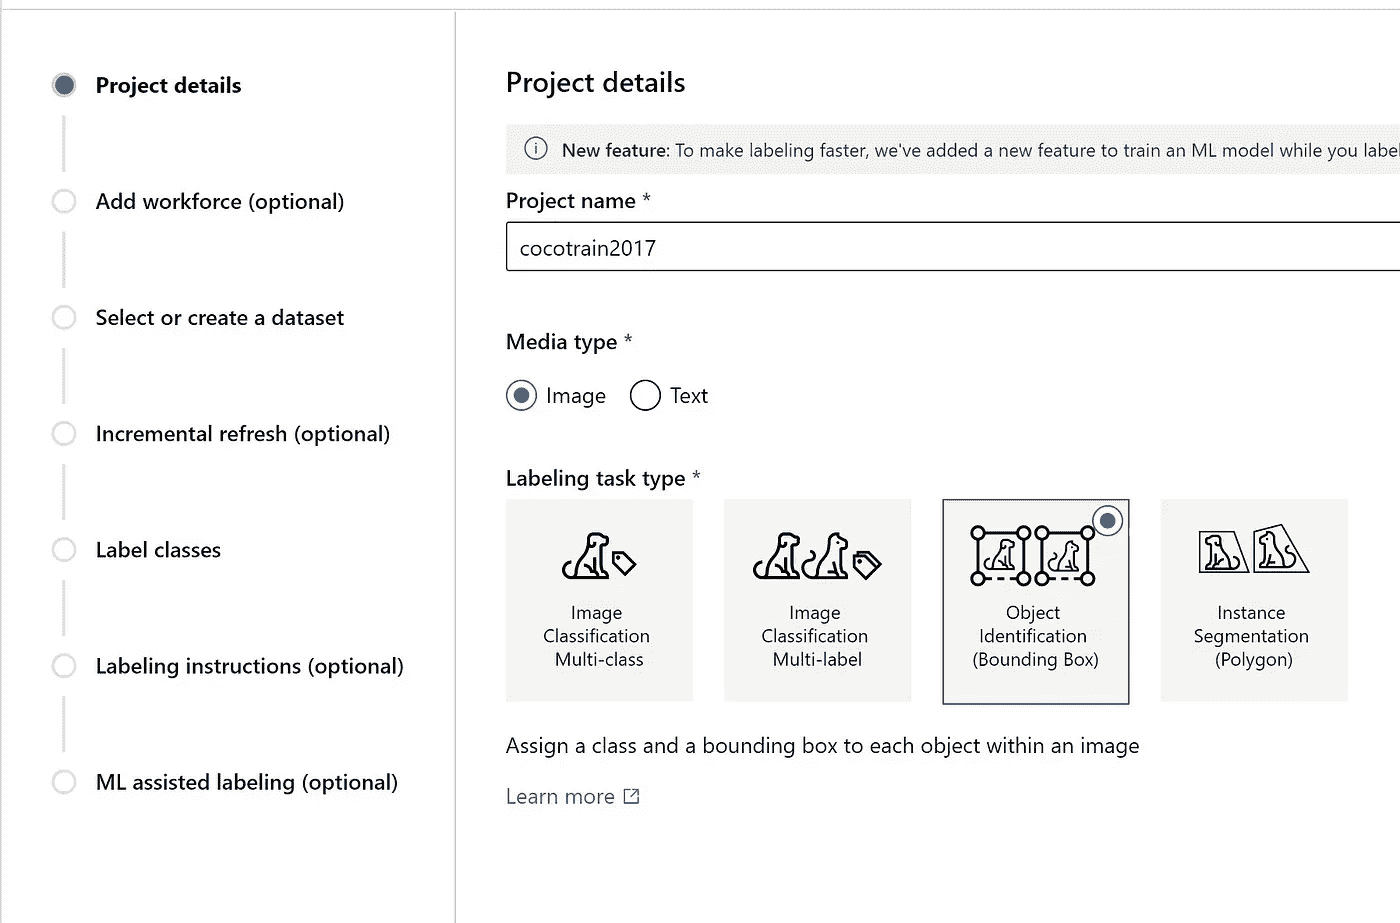 Project details
Add workforce (optional)
Select or create a dataset
Incremental refresh (optional)
Label classes
Labeling instructions (optional)
ML assisted labeling (optional)
Project details
New feature: To make labeling faster, we've added a new feature to train an ML model while you
Project name *
cocotrain2017
Media type *
Image
Text
Labeling task type *
Image
Classification
Multi-class
Image
Classification
Multi-label
Object
Identification
(Bounding Box)
Instance
Segmentation
(Polygon)
Assign a class and a bounding box to each object within an image
Learn more